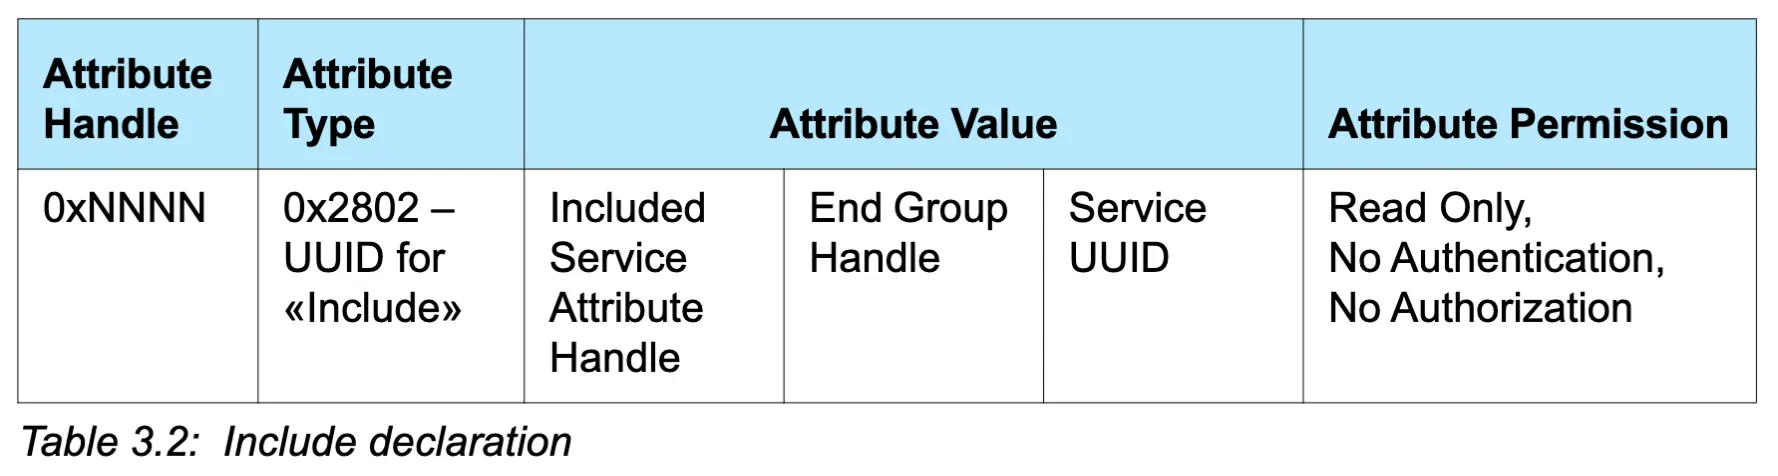 Attribute Handle
Attribute Type
Attribute Value
Attribute Permission
0xNNNN
0x2802 –
UUID for
«Include»
Included
Service
Attribute
Handle
End Group
Handle
Service
UUID
Read Only,
No Authentication,
No Authorization
Table 3.2: Include declaration